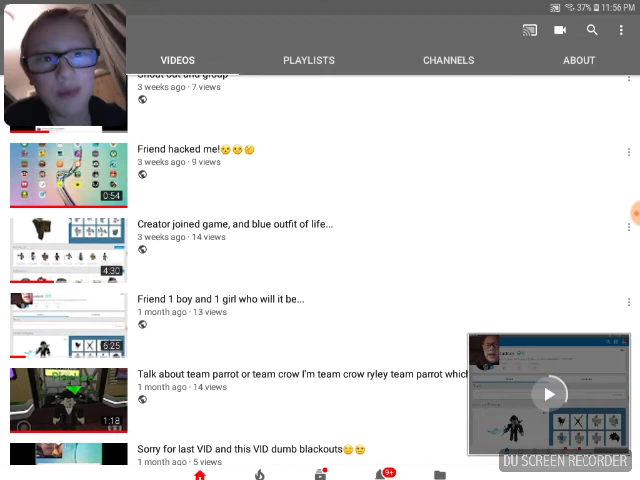 37% 11:56 PM
VIDEOS PLAYLISTS CHANNELS ABOUT
Shout out and group
3 weeks ago · 7 views
Friend hacked me!😥😏🤔
3 weeks ago · 9 views
0:54
Creator joined game, and blue outfit of life...
3 weeks ago · 14 views
4:30
Friend 1 boy and 1 girl who will it be...
1 month ago · 13 views
6:25
Talk about team parrot or team crow I'm team crow ryley team parrot which
1 month ago · 14 views
1:18
Sorry for last VID and this VID dumb blackouts😑😒
1 month ago · 5 views
9+
DU SCREEN RECORDER